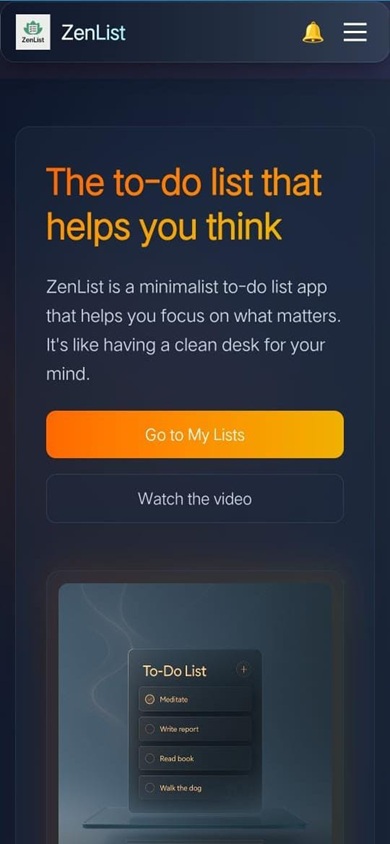 ZenList
ZenList
The to-do list that
helps you think
ZenList is a minimalist to-do list app
that helps you focus on what matters.
It's like having a clean desk for your
mind.
Go to My Lists
Watch the video
To-Do List
Meditate
Write report
Read book
Walk the dog